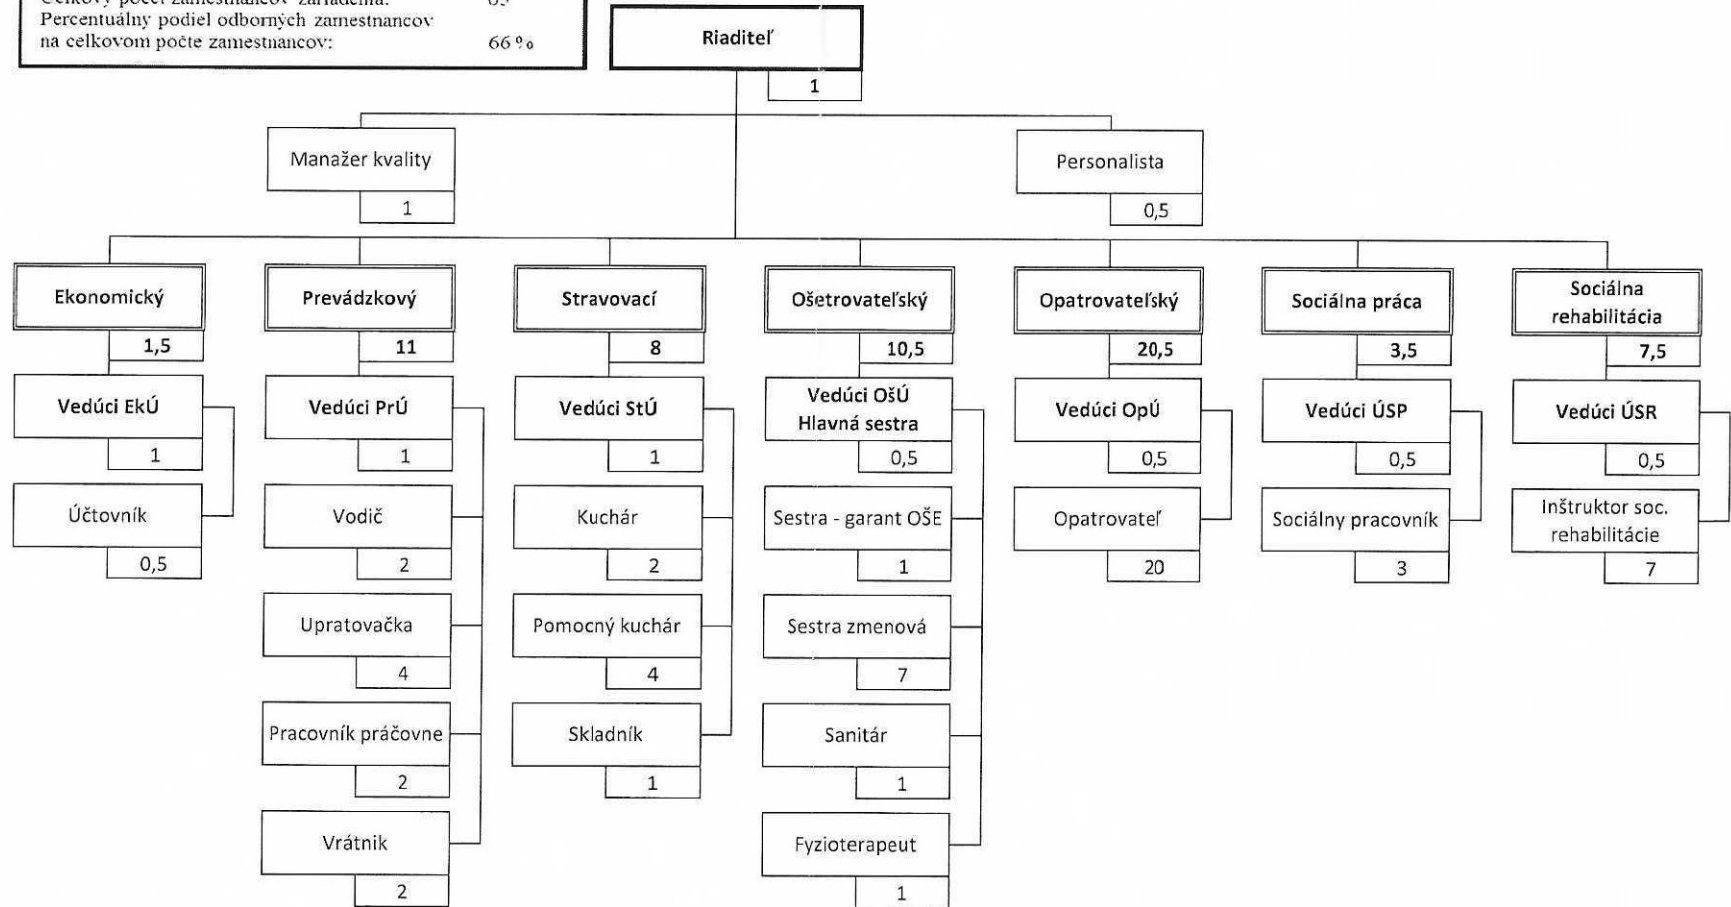 Celkový počet zamestnancov zariadenia: 65
Percentuálny podiel odborných zamestnancov
na celkovom počte zamestnancov: 66 %
Riaditeľ
1
Manažer kvality
1
Personalista
0,5
Ekonomický
1,5
Vedúci EkÚ
1
Účtovník
0,5
Prevádzkový
11
Vedúci PrÚ
1
Vodič
2
Upratovačka
4
Pracovník práčovne
2
Vrátnik
2
Stravovací
8
Vedúci StÚ
1
Kuchár
2
Pomocný kuchár
4
Skladník
1
Ošetrovateľský
10,5
Vedúci OšÚ
Hlavná sestra
0,5
Sestra - garant OŠE
1
Sestra zmenová
7
Sanitár
1
Fyzioterapeut
1
Opatrovateľský
20,5
Vedúci OpÚ
0,5
Opatrovateľ
20
Sociálna práca
3,5
Vedúci ÚSP
0,5
Sociálny pracovník
3
Sociálna
rehabilitácia
7,5
Vedúci ÚSR
0,5
Inštruktor soc.
rehabilitácie
7